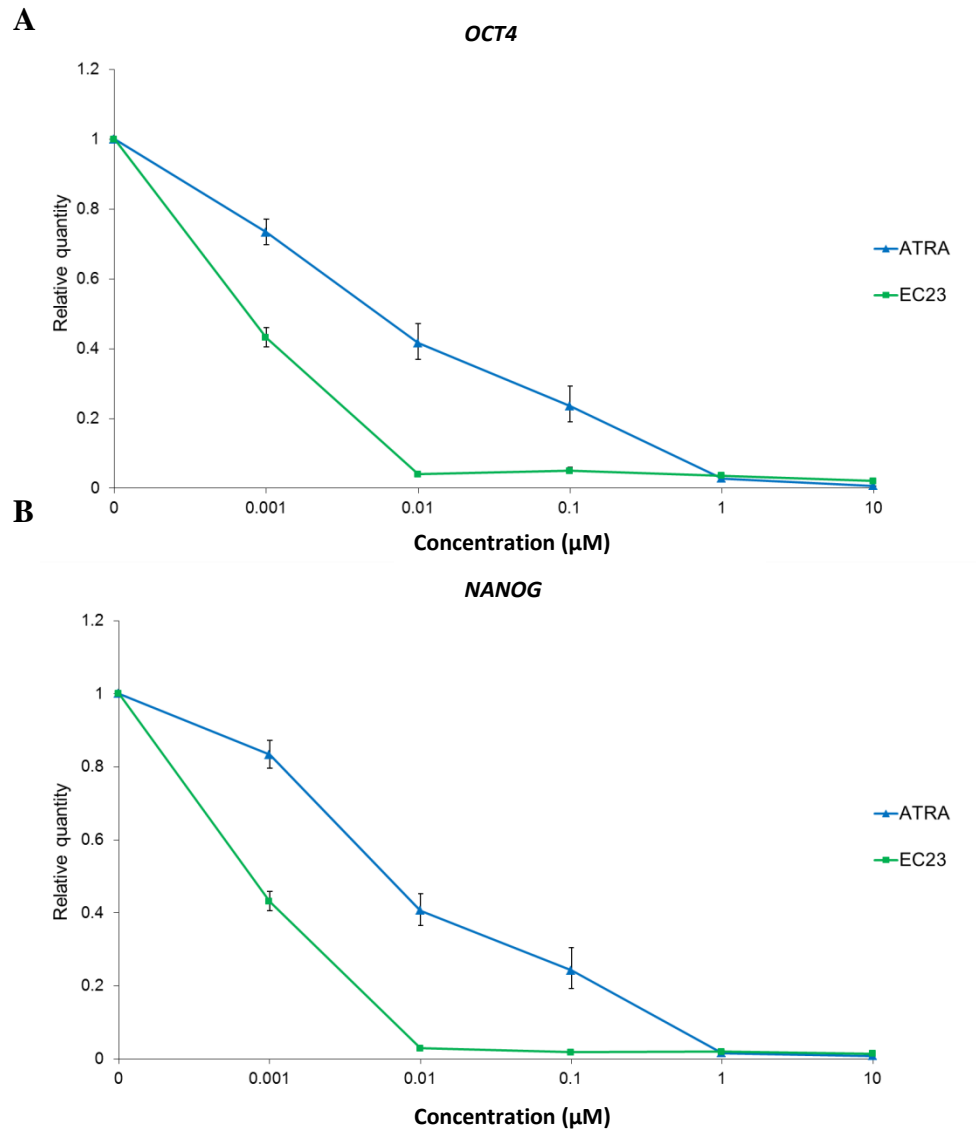 A
OCT4
1.2
1
0.8
0.6
0.4
0.2
0
Relative quantity
0 0.001 0.01 0.1 1 10
Concentration (µM)
ATRA
EC23
B
NANOG
1.2
1
0.8
0.6
0.4
0.2
0
Relative quantity
0 0.001 0.01 0.1 1 10
Concentration (µM)
ATRA
EC23